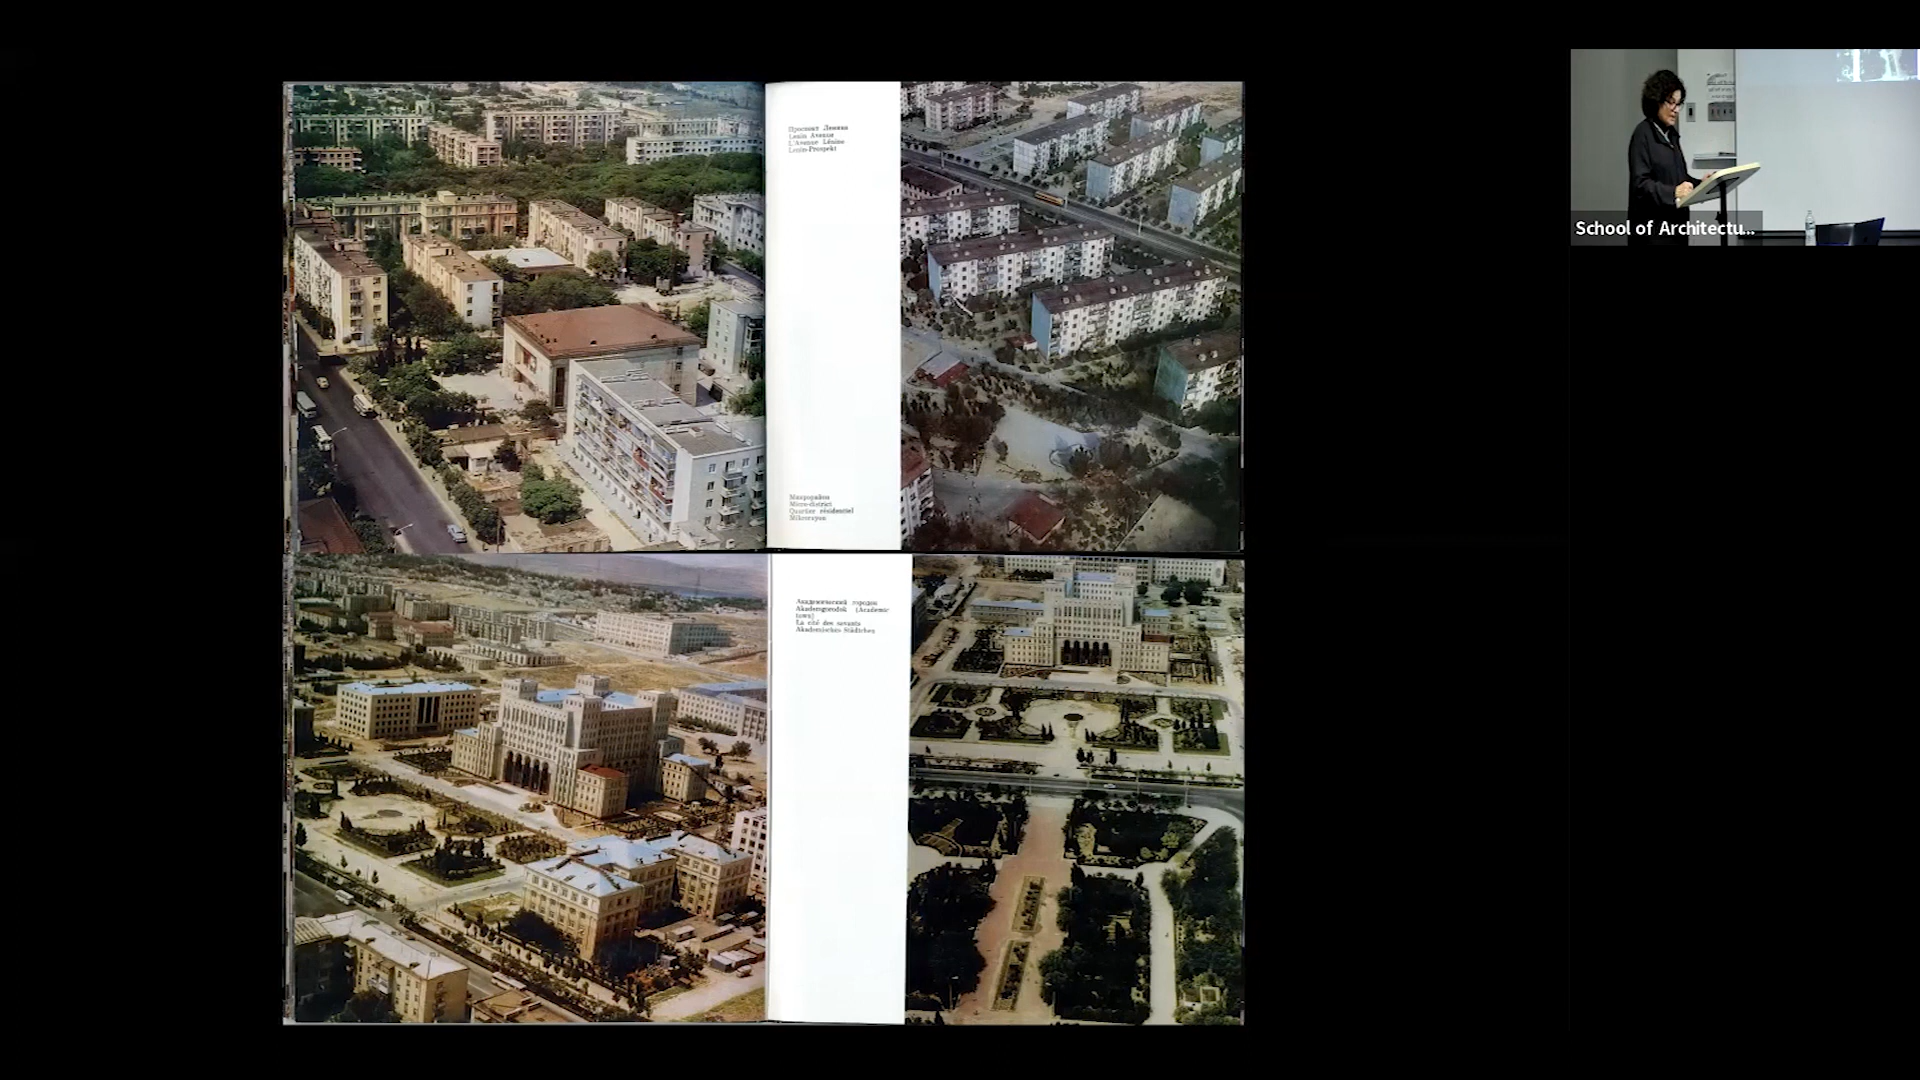 Проспект Ленина
Lenin Avenue
L'Avenue Lénine
Lenin-Prospekt
Микрорайон
Micro-district
Quartier résidentiel
Mikrorayon
Академический городок
Akademgorodok (Academic
town)
La cité des savants
Akademisches Städtchen
School of Architectu...